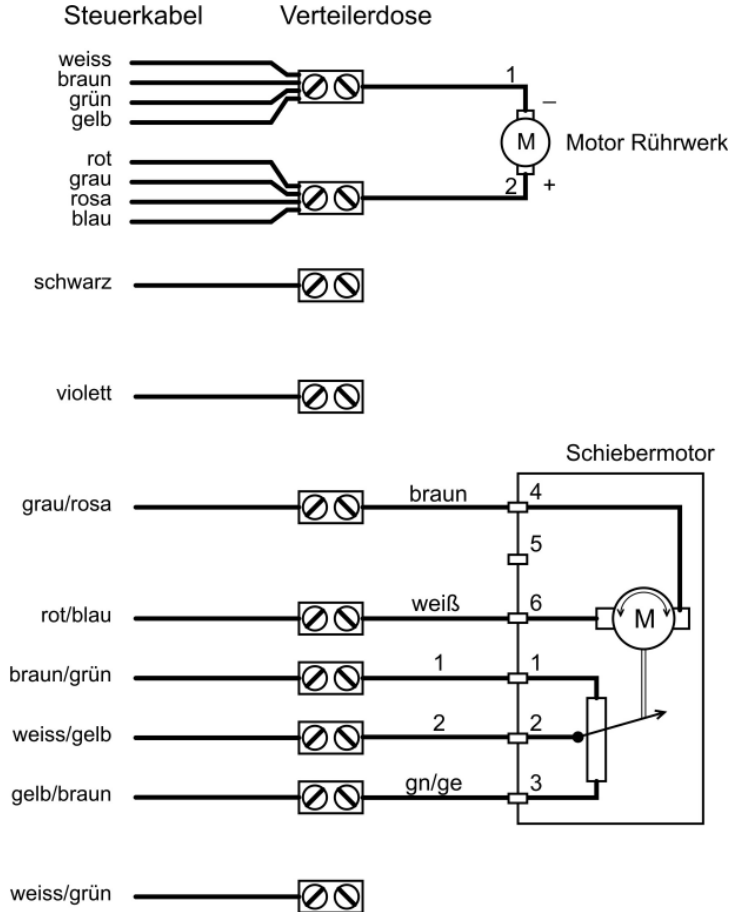 Steuerkabel Verteilerdose
weiss
braun
grün
gelb
1
–
M Motor Rührwerk
2 +
rot
grau
rosa
blau
schwarz
violett
Schiebermotor
grau/rosa braun 4
5
rot/blau weiß 6 M
braun/grün 1 1
weiss/gelb 2 2
gelb/braun gn/ge 3
weiss/grün